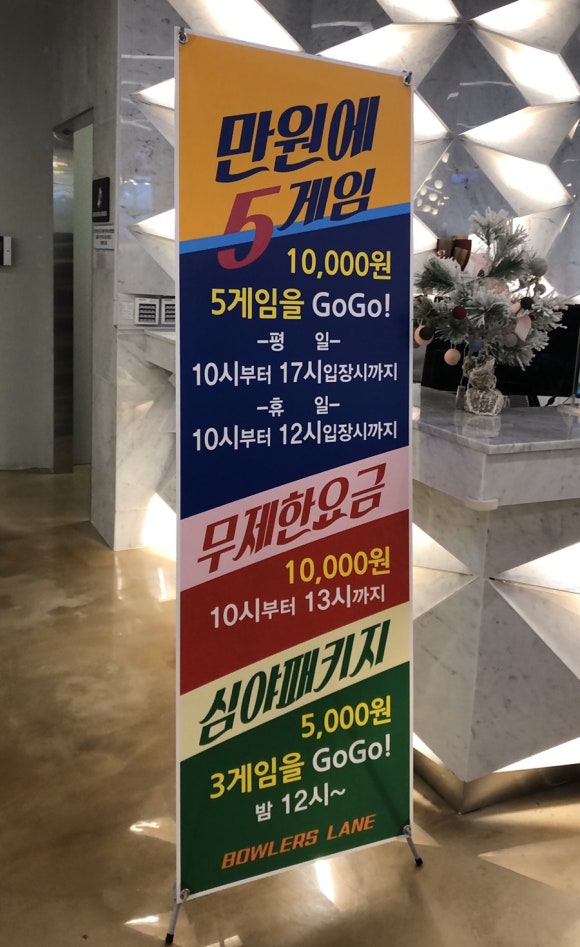 만원에
5게임
10,000원
5게임을 GoGo!
-평 일-
10시부터 17시입장시까지
-휴 일-
10시부터 12시입장시까지
무제한요금
10,000원
10시부터 13시까지
심야패키지
5,000원
3게임을 GoGo!
밤 12시~
BOWLERS LANE